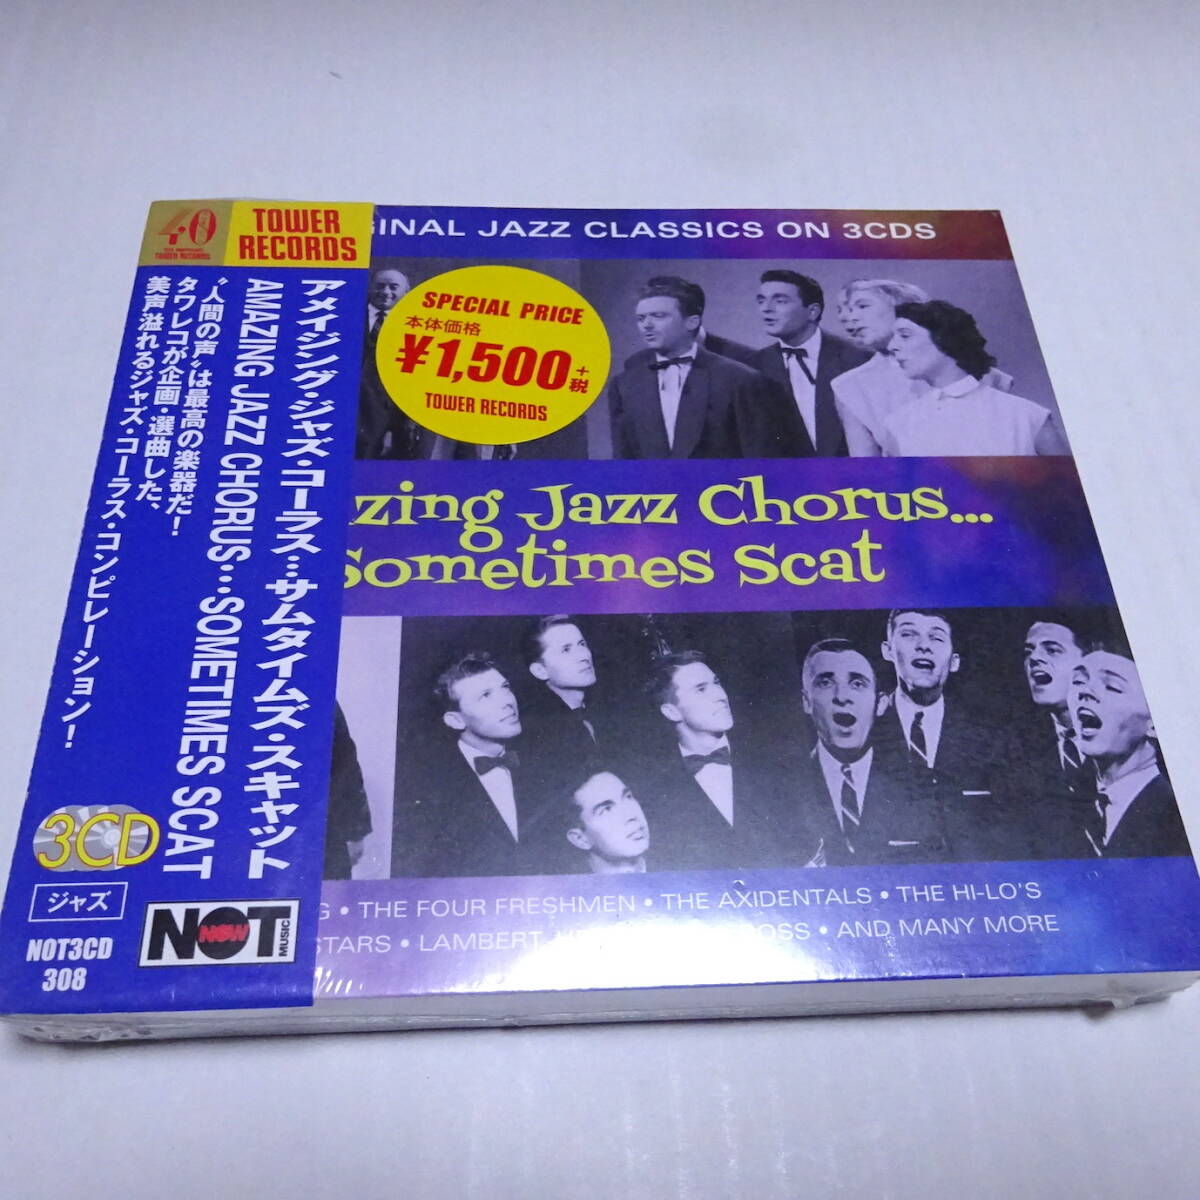 40
TOWER RECORDS
TOWER
RECORDS
アメイジング・ジャズ・コーラス…サムタイムズ・スキャット
AMAZING JAZZ CHORUS…SOMETIMES SCAT
“人間の声”は最高の楽器だ！
タワレコが企画・選曲した、
美声溢れるジャズ・コーラス・コンピレーション！
3CD
ジャズ
NOT3CD
308
NOT
NOW
MUSIC
GINAL JAZZ CLASSICS ON 3CDS
SPECIAL PRICE
本体価格
¥1,500+税
TOWER RECORDS
zing Jazz Chorus...
Sometimes Scat
G • THE FOUR FRESHMEN • THE AXIDENTALS • THE HI-LO'S
STARS • LAMBERT, ROSS • AND MANY MORE